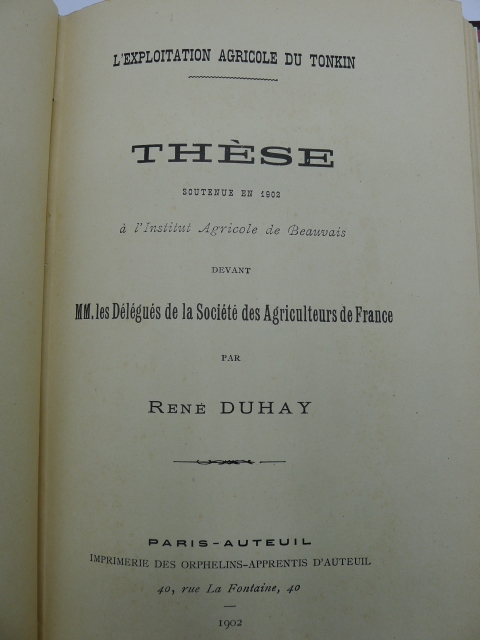 L'EXPLOITATION AGRICOLE DU TONKIN
THÈSE
SOUTENUE EN 1902
à l'Institut Agricole de Beauvais
DEVANT
MM. les Délégués de la Société des Agriculteurs de France
PAR
RENÉ DUHAY
PARIS-AUTEUIL
IMPRIMERIE DES ORPHELINS-APPRENTIS D'AUTEUIL
40, rue La Fontaine, 40
—
1902